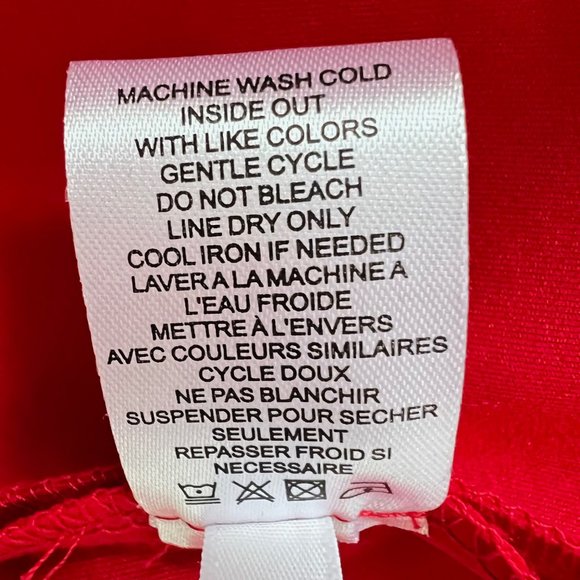 MACHINE WASH COLD
INSIDE OUT
WITH LIKE COLORS
GENTLE CYCLE
DO NOT BLEACH
LINE DRY ONLY
COOL IRON IF NEEDED
LAVER A LA MACHINE À
L'EAU FROIDE
METTRE À L'ENVERS
AVEC COULEURS SIMILAIRES
CYCLE DOUX
NE PAS BLANCHIR
SUSPENDER POUR SECHER
SEULEMENT
REPASSER FROID SI
NECESSAIRE